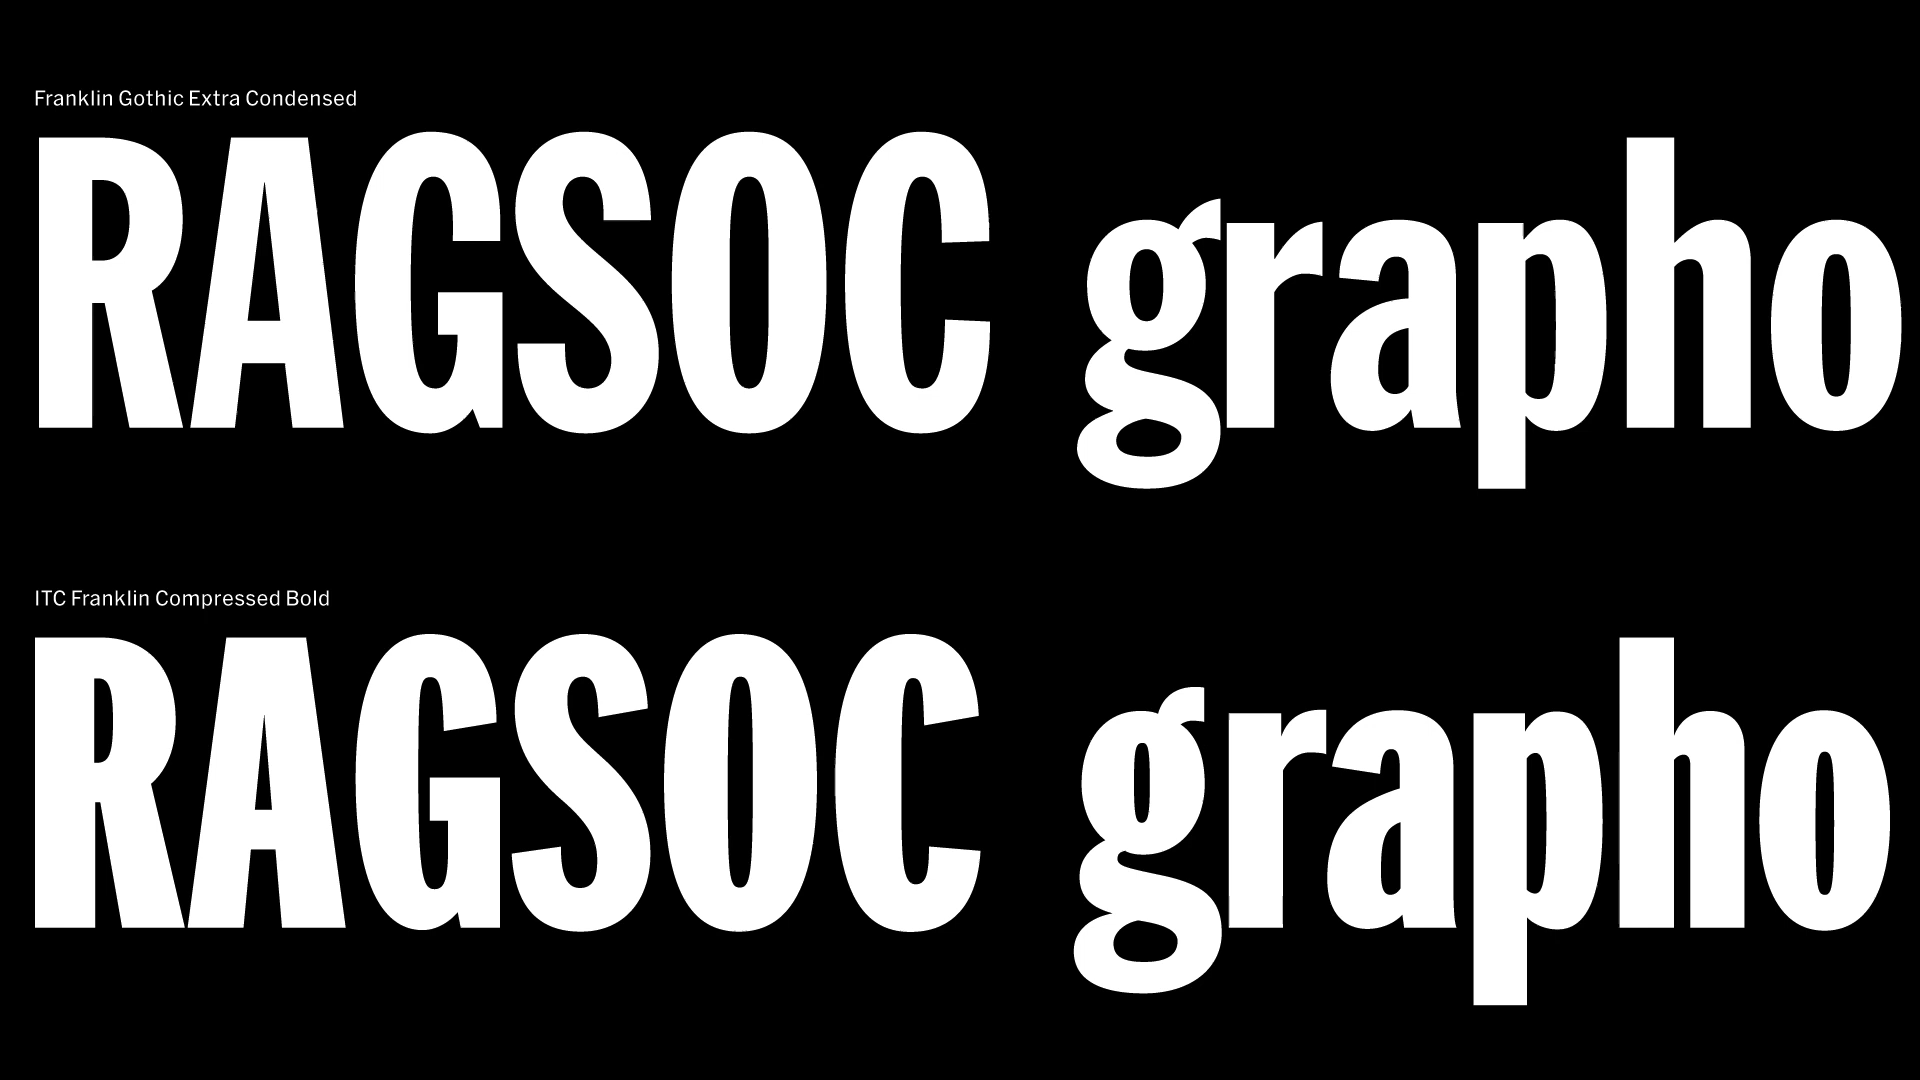 Franklin Gothic Extra Condensed
RAGSOC grapho
ITC Franklin Compressed Bold
RAGSOC grapho